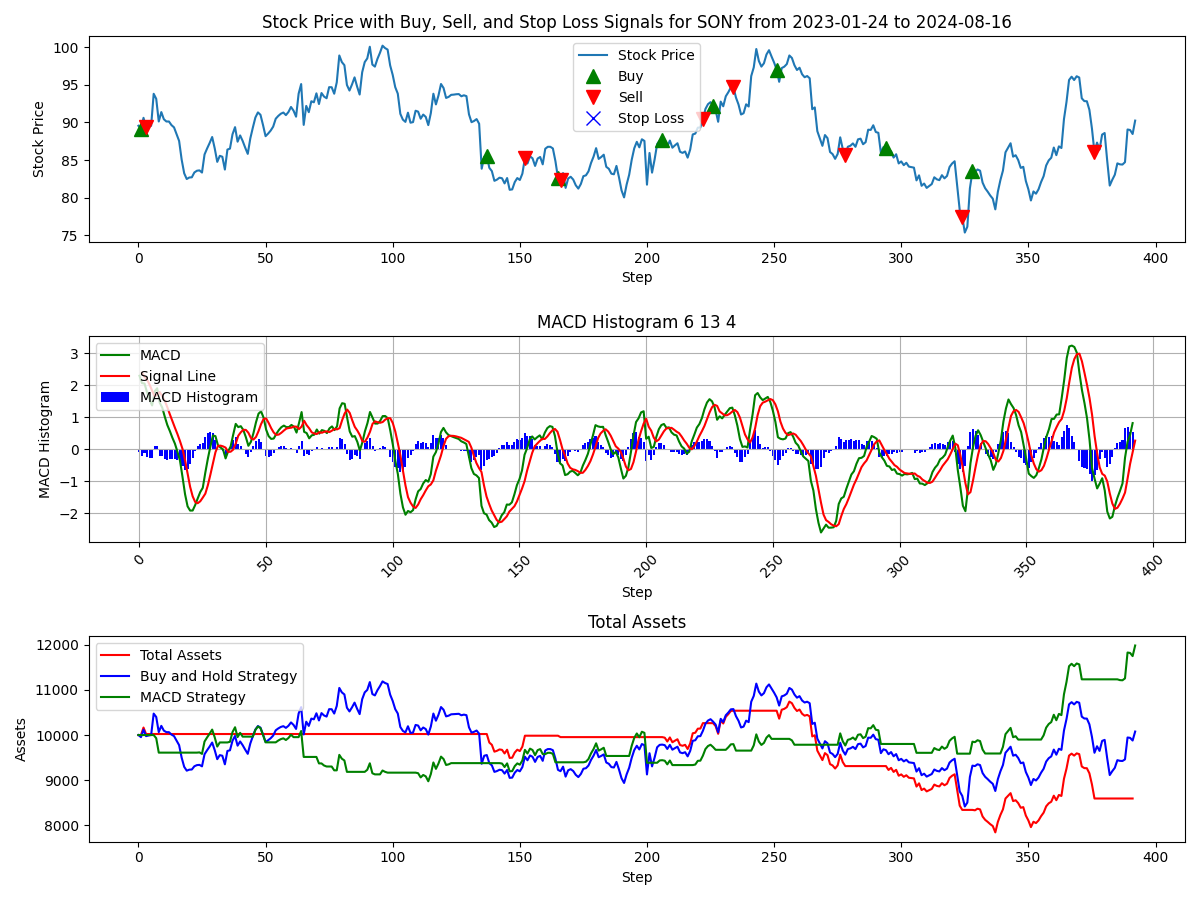 Stock Price with Buy, Sell, and Stop Loss Signals for SONY from 2023-01-24 to 2024-08-16
Stock Price
100
95
90
85
80
75
Stock Price
Buy
Sell
Stop Loss
0 50 100 150 200 250 300 350 400
Step
MACD Histogram 6 13 4
MACD Histogram
3
2
1
0
−1
−2
MACD
Signal Line
MACD Histogram
0 50 100 150 200 250 300 350 400
Step
Total Assets
Assets
12000
11000
10000
9000
8000
Total Assets
Buy and Hold Strategy
MACD Strategy
0 50 100 150 200 250 300 350 400
Step